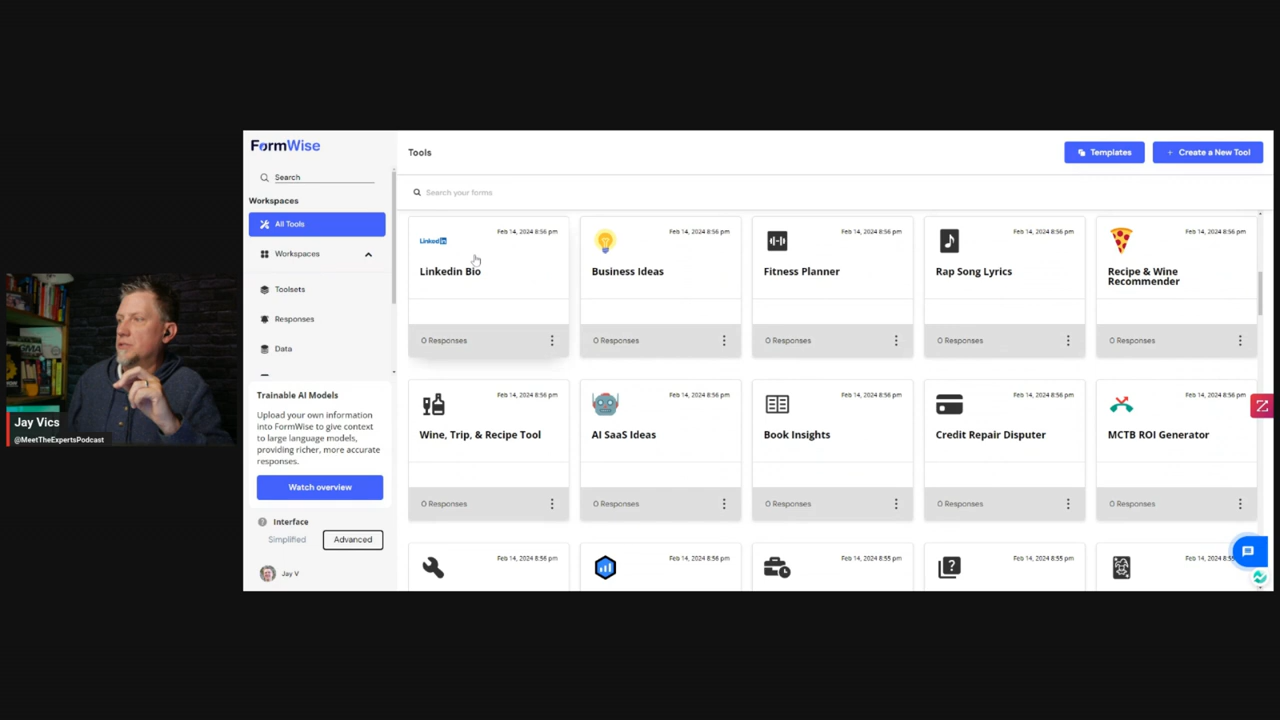 FormWise
Search
Workspaces
All Tools
Workspaces
Toolsets
Responses
Data
Trainable AI Models
Upload your own information
into FormWise to give context
to large language models,
providing richer, more accurate
responses.
Watch overview
Interface
Simplified
Advanced
Jay V
Jay Vics
@MeetTheExpertsPodcast
Tools
Templates
+ Create a New Tool
Search your forms
LinkedIn
Feb 14, 2024 8:56 pm
Linkedin Bio
0 Responses
Feb 14, 2024 8:56 pm
Business Ideas
0 Responses
Feb 14, 2024 8:56 pm
Fitness Planner
0 Responses
Feb 14, 2024 8:56 pm
Rap Song Lyrics
0 Responses
Feb 14, 2024 8:56 pm
Recipe & Wine
Recommender
0 Responses
Feb 14, 2024 8:56 pm
Wine, Trip, & Recipe Tool
0 Responses
Feb 14, 2024 8:56 pm
AI SaaS Ideas
0 Responses
Feb 14, 2024 8:56 pm
Book Insights
0 Responses
Feb 14, 2024 8:56 pm
Credit Repair Disputer
0 Responses
Feb 14, 2024 8:56 pm
MCTB ROI Generator
0 Responses
Feb 14, 2024 8:56 pm
Feb 14, 2024 8:56 pm
Feb 14, 2024 8:55 pm
Feb 14, 2024 8:55 pm
Feb 14, 2024